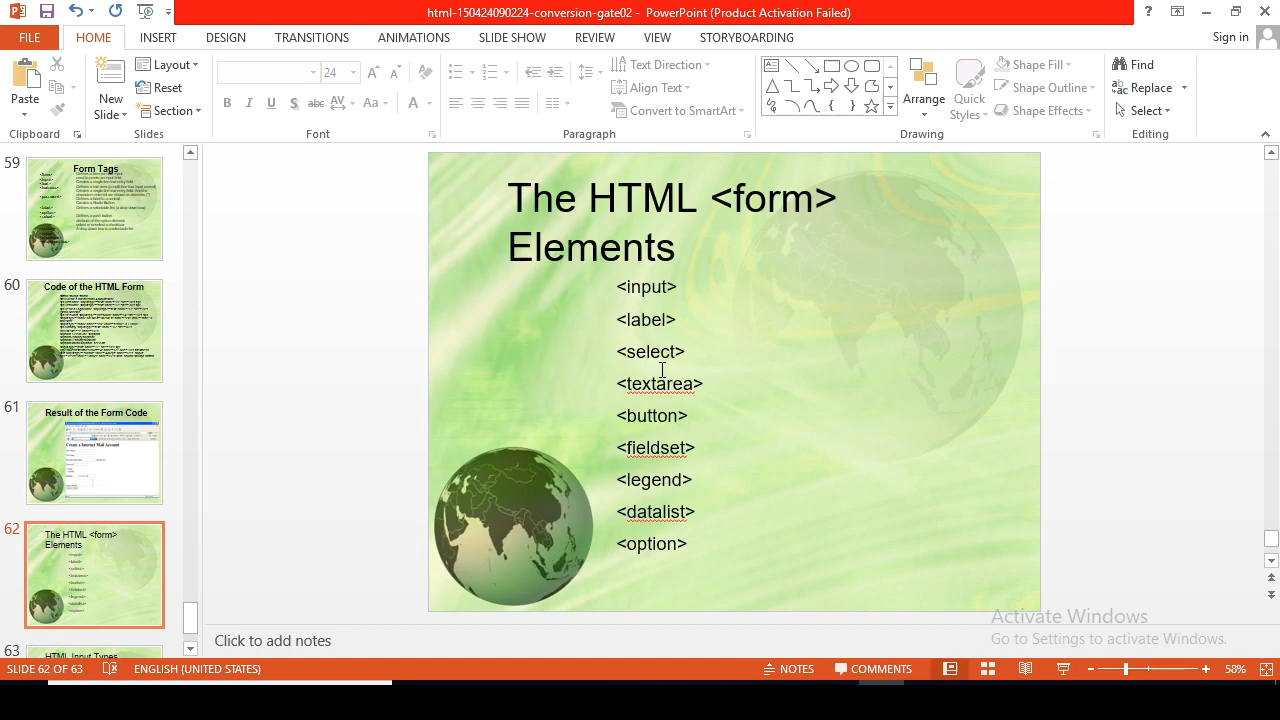 html-150424090224-conversion-gate02 - PowerPoint (Product Activation Failed)
FILE HOME INSERT DESIGN TRANSITIONS ANIMATIONS SLIDE SHOW REVIEW VIEW STORYBOARDING Sign in
Paste
New
Slide
Layout
Reset
Section
24
B I U S abc AV Aa A
Text Direction
Align Text
Convert to SmartArt
Arrange
Quick
Styles
Shape Fill
Shape Outline
Shape Effects
Find
Replace
Select
Clipboard Slides Font Paragraph Drawing Editing
59
Form Tags
60
Code of the HTML Form
61
Result of the Form Code
62
The HTML <form>
Elements
63
HTML Input Types
The HTML <form>
Elements
<input>
<label>
<select>
<textarea>
<button>
<fieldset>
<legend>
<datalist>
<option>
Activate Windows
Go to Settings to activate Windows.
Click to add notes
SLIDE 62 OF 63 ENGLISH (UNITED STATES) NOTES COMMENTS 58%